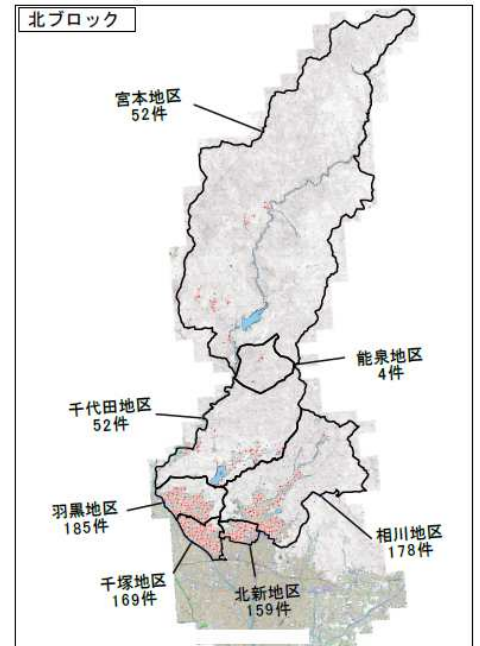 北ブロック
宮本地区
52件
能泉地区
4件
千代田地区
52件
羽黒地区
185件
相川地区
178件
千塚地区
169件
北新地区
159件